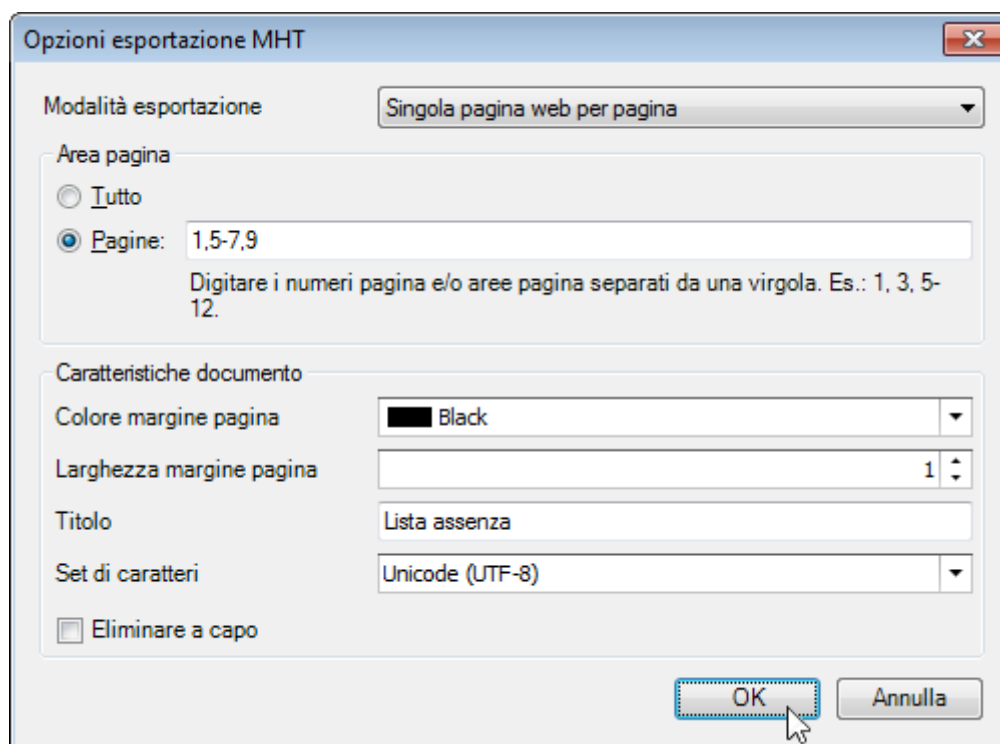 Opzioni esportazione MHT
Modalità esportazione
Singola pagina web per pagina
Area pagina
Tutto
Pagine: 1,5-7,9
Digitare i numeri pagina e/o aree pagina separati da una virgola. Es.: 1, 3, 5-
12.
Caratteristiche documento
Colore margine pagina
Black
Larghezza margine pagina
1
Titolo
Lista assenza
Set di caratteri
Unicode (UTF-8)
Eliminare a capo
OK
Annulla